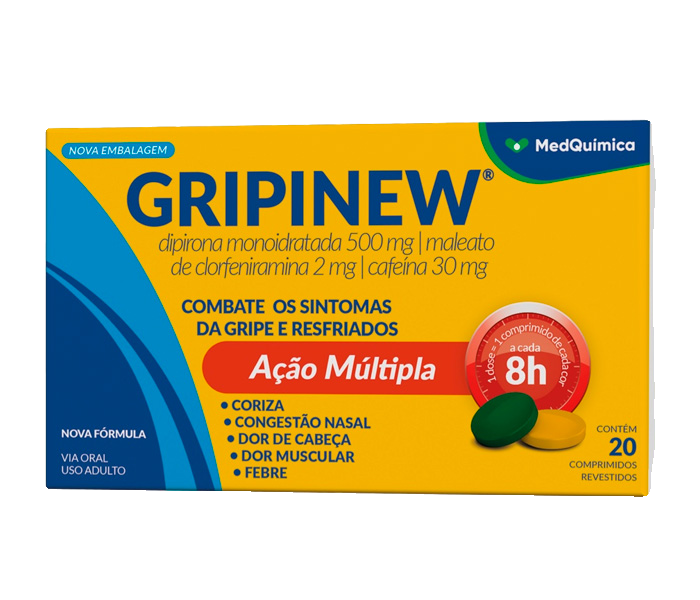 NOVA EMBALAGEM
MedQuímica
GRIPINEW®
dipirona monoidratada 500 mg | maleato
de clorfeniramina 2 mg | cafeína 30 mg
COMBATE OS SINTOMAS
DA GRIPE E RESFRIADOS
Ação Múltipla
1 dose = 1 comprimido de cada cor
a cada
8h
• CORIZA
• CONGESTÃO NASAL
• DOR DE CABEÇA
• DOR MUSCULAR
• FEBRE
NOVA FÓRMULA
VIA ORAL
USO ADULTO
CONTÉM
20
COMPRIMIDOS
REVESTIDOS